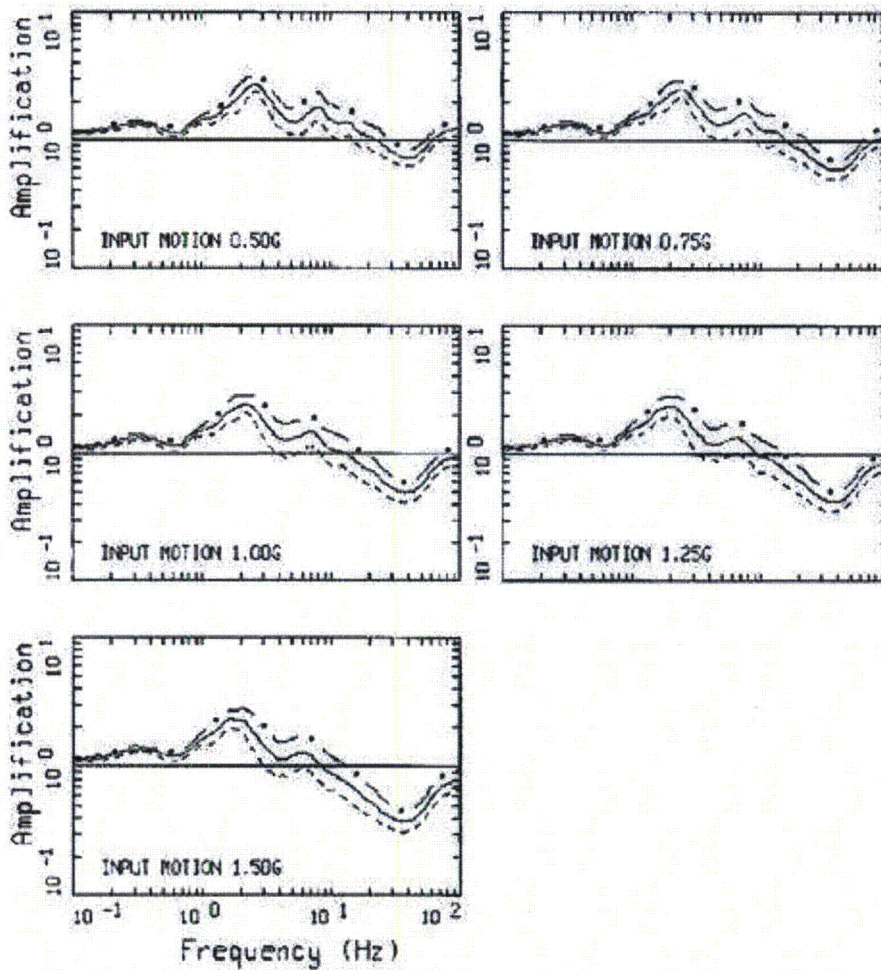 Amplification
10 1
10 0
10 -1
INPUT MOTION 0.50G
10 1
10 0
10 -1
INPUT MOTION 0.75G
Amplification
10 1
10 0
10 -1
INPUT MOTION 1.00G
10 1
10 0
10 -1
INPUT MOTION 1.25G
Amplification
10 1
10 0
10 -1
INPUT MOTION 1.50G
10 -1
10 0
10 1
10 2
Frequency (Hz)